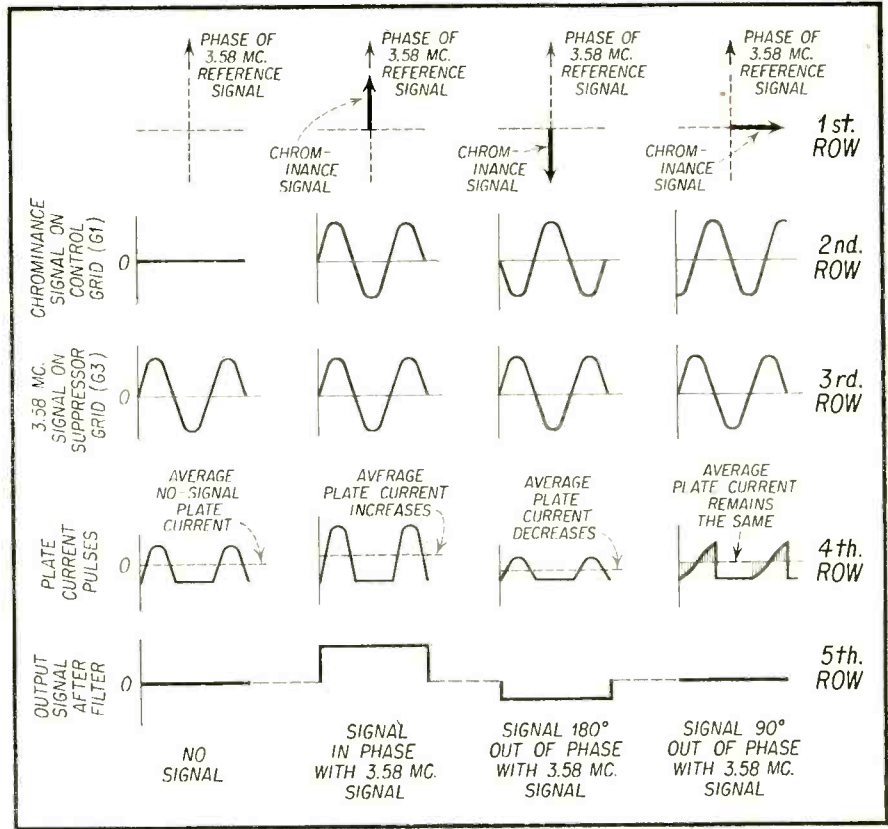 PHASE OF
3.58 MC.
REFERENCE
SIGNAL
PHASE OF
3.58 MC.
REFERENCE
SIGNAL
CHROM-
INANCE
SIGNAL
PHASE OF
3.58 MC.
REFERENCE
SIGNAL
CHROM-
INANCE
SIGNAL
PHASE OF
3.58 MC.
REFERENCE
SIGNAL
CHROM-
INANCE
SIGNAL
1st.
ROW
CHROMINANCE
SIGNAL ON
CONTROL
GRID (G1)
0
2nd.
ROW
3.58 MC.
SIGNAL ON
SUPPRESSOR
GRID (G3)
0
3rd.
ROW
PLATE
CURRENT
PULSES
0
AVERAGE
NO-SIGNAL
PLATE
CURRENT
AVERAGE
PLATE CURRENT
INCREASES
AVERAGE
PLATE
CURRENT
DECREASES
AVERAGE
PLATE CURRENT
REMAINS
THE SAME
4th.
ROW
OUTPUT
SIGNAL
AFTER
FILTER
0
5th.
ROW
NO
SIGNAL
SIGNAL
IN PHASE
WITH 3.58 MC.
SIGNAL
SIGNAL 180°
OUT OF PHASE
WITH 3.58 MC.
SIGNAL
SIGNAL 90°
OUT OF PHASE
WITH 3.58 MC.
SIGNAL